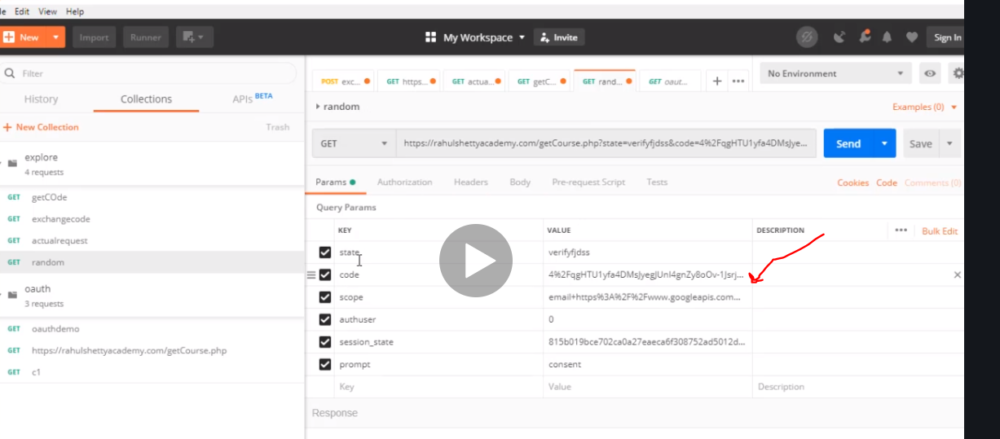 Edit View Help
New Import Runner My Workspace Invite Sign In
Filter
History Collections APIs BETA
New Collection Trash
explore
4 requests
GET getCOde
GET exchangecode
GET actualrequest
GET random
oauth
3 requests
GET oauthdemo
GET https://rahulshettyacademy.com/getCourse.php
GET c1
POST exc... GET https... GET actua... GET getC... GET rand... GET oaut... + ••• No Environment
random Examples (0)
GET https://rahulshettyacademy.com/getCourse.php?state=verifyfjdss&code=4%2FqgHTU1yfa4DMsJye... Send Save
Params Authorization Headers Body Pre-request Script Tests Cookies Code Comments (0)
Query Params
KEY VALUE DESCRIPTION ••• Bulk Edit
state verifyfjdss
code 4%2FqgHTU1yfa4DMsJyegJUnI4gnZy8oOv-1Jsrj...
scope email+https%3A%2F%2Fwww.googleapis.com...
authuser 0
session_state 815b019bce702ca0a27eaeca6f308752ad5012d...
prompt consent
Key Value Description
Response